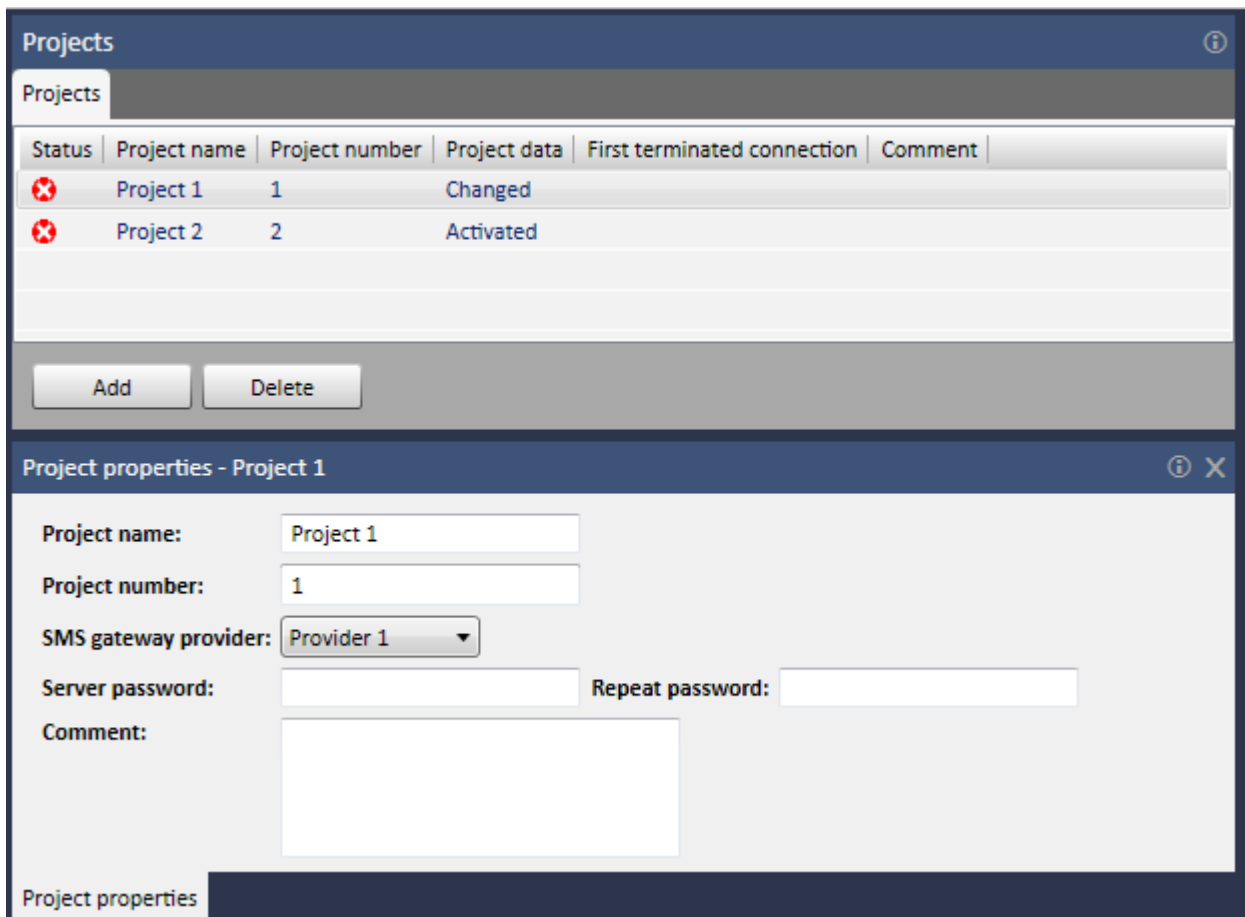 Projects
Projects
Status Project name Project number Project data First terminated connection Comment
Project 1 1 Changed
Project 2 2 Activated
Add Delete
Project properties - Project 1
Project name: Project 1
Project number: 1
SMS gateway provider: Provider 1
Server password: Repeat password:
Comment:
Project properties